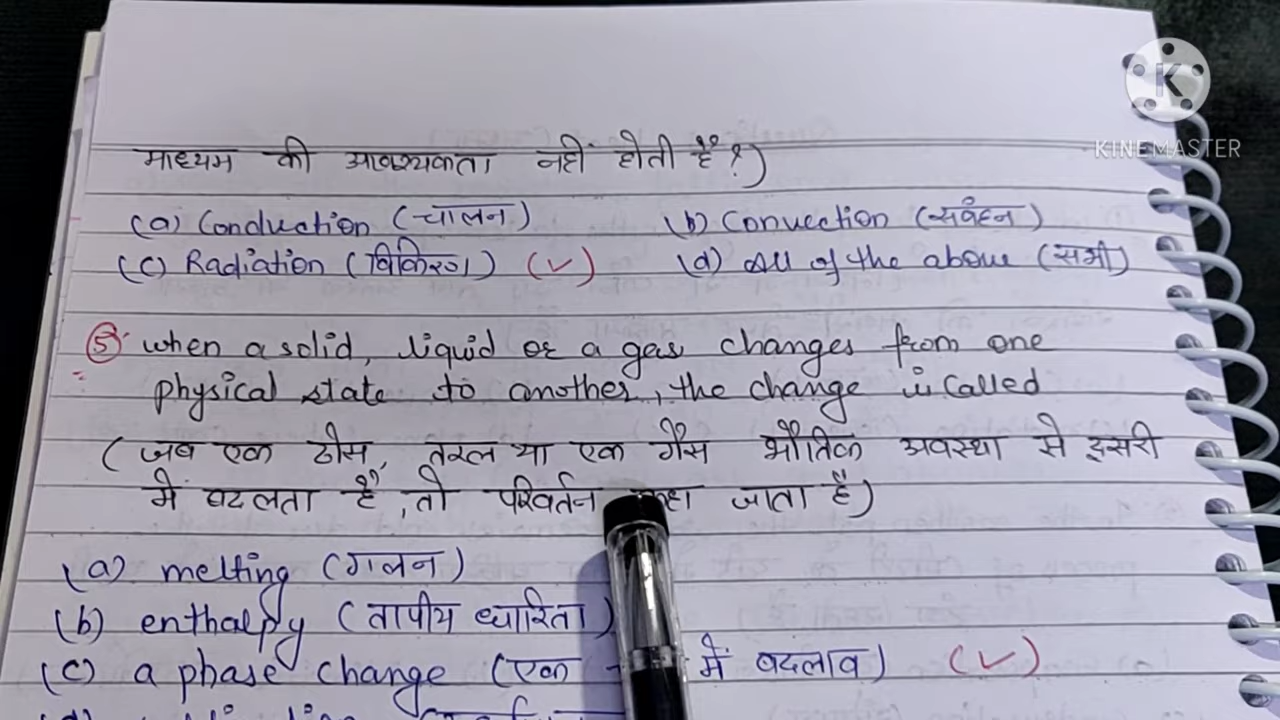 माध्यम की आवश्यकता नहीं होती है?)
KINEMASTER
(a) Conduction (चालन) (b) Convection (संवहन)
(c) Radiation (विकिरण) (✓) (d) All of the above (सभी)
5 when a solid, liquid or a gas changes from one
physical state to another, the change is called
(जब एक ठोस, तरल या एक गैस भौतिक अवस्था से दूसरी
में बदलता है, तो परिवर्तन कहा जाता है)
(a) melting (गलन)
(b) enthalpy (तापीय ध्धारिता)
(c) a phase change (एक में बदलाव) (✓)